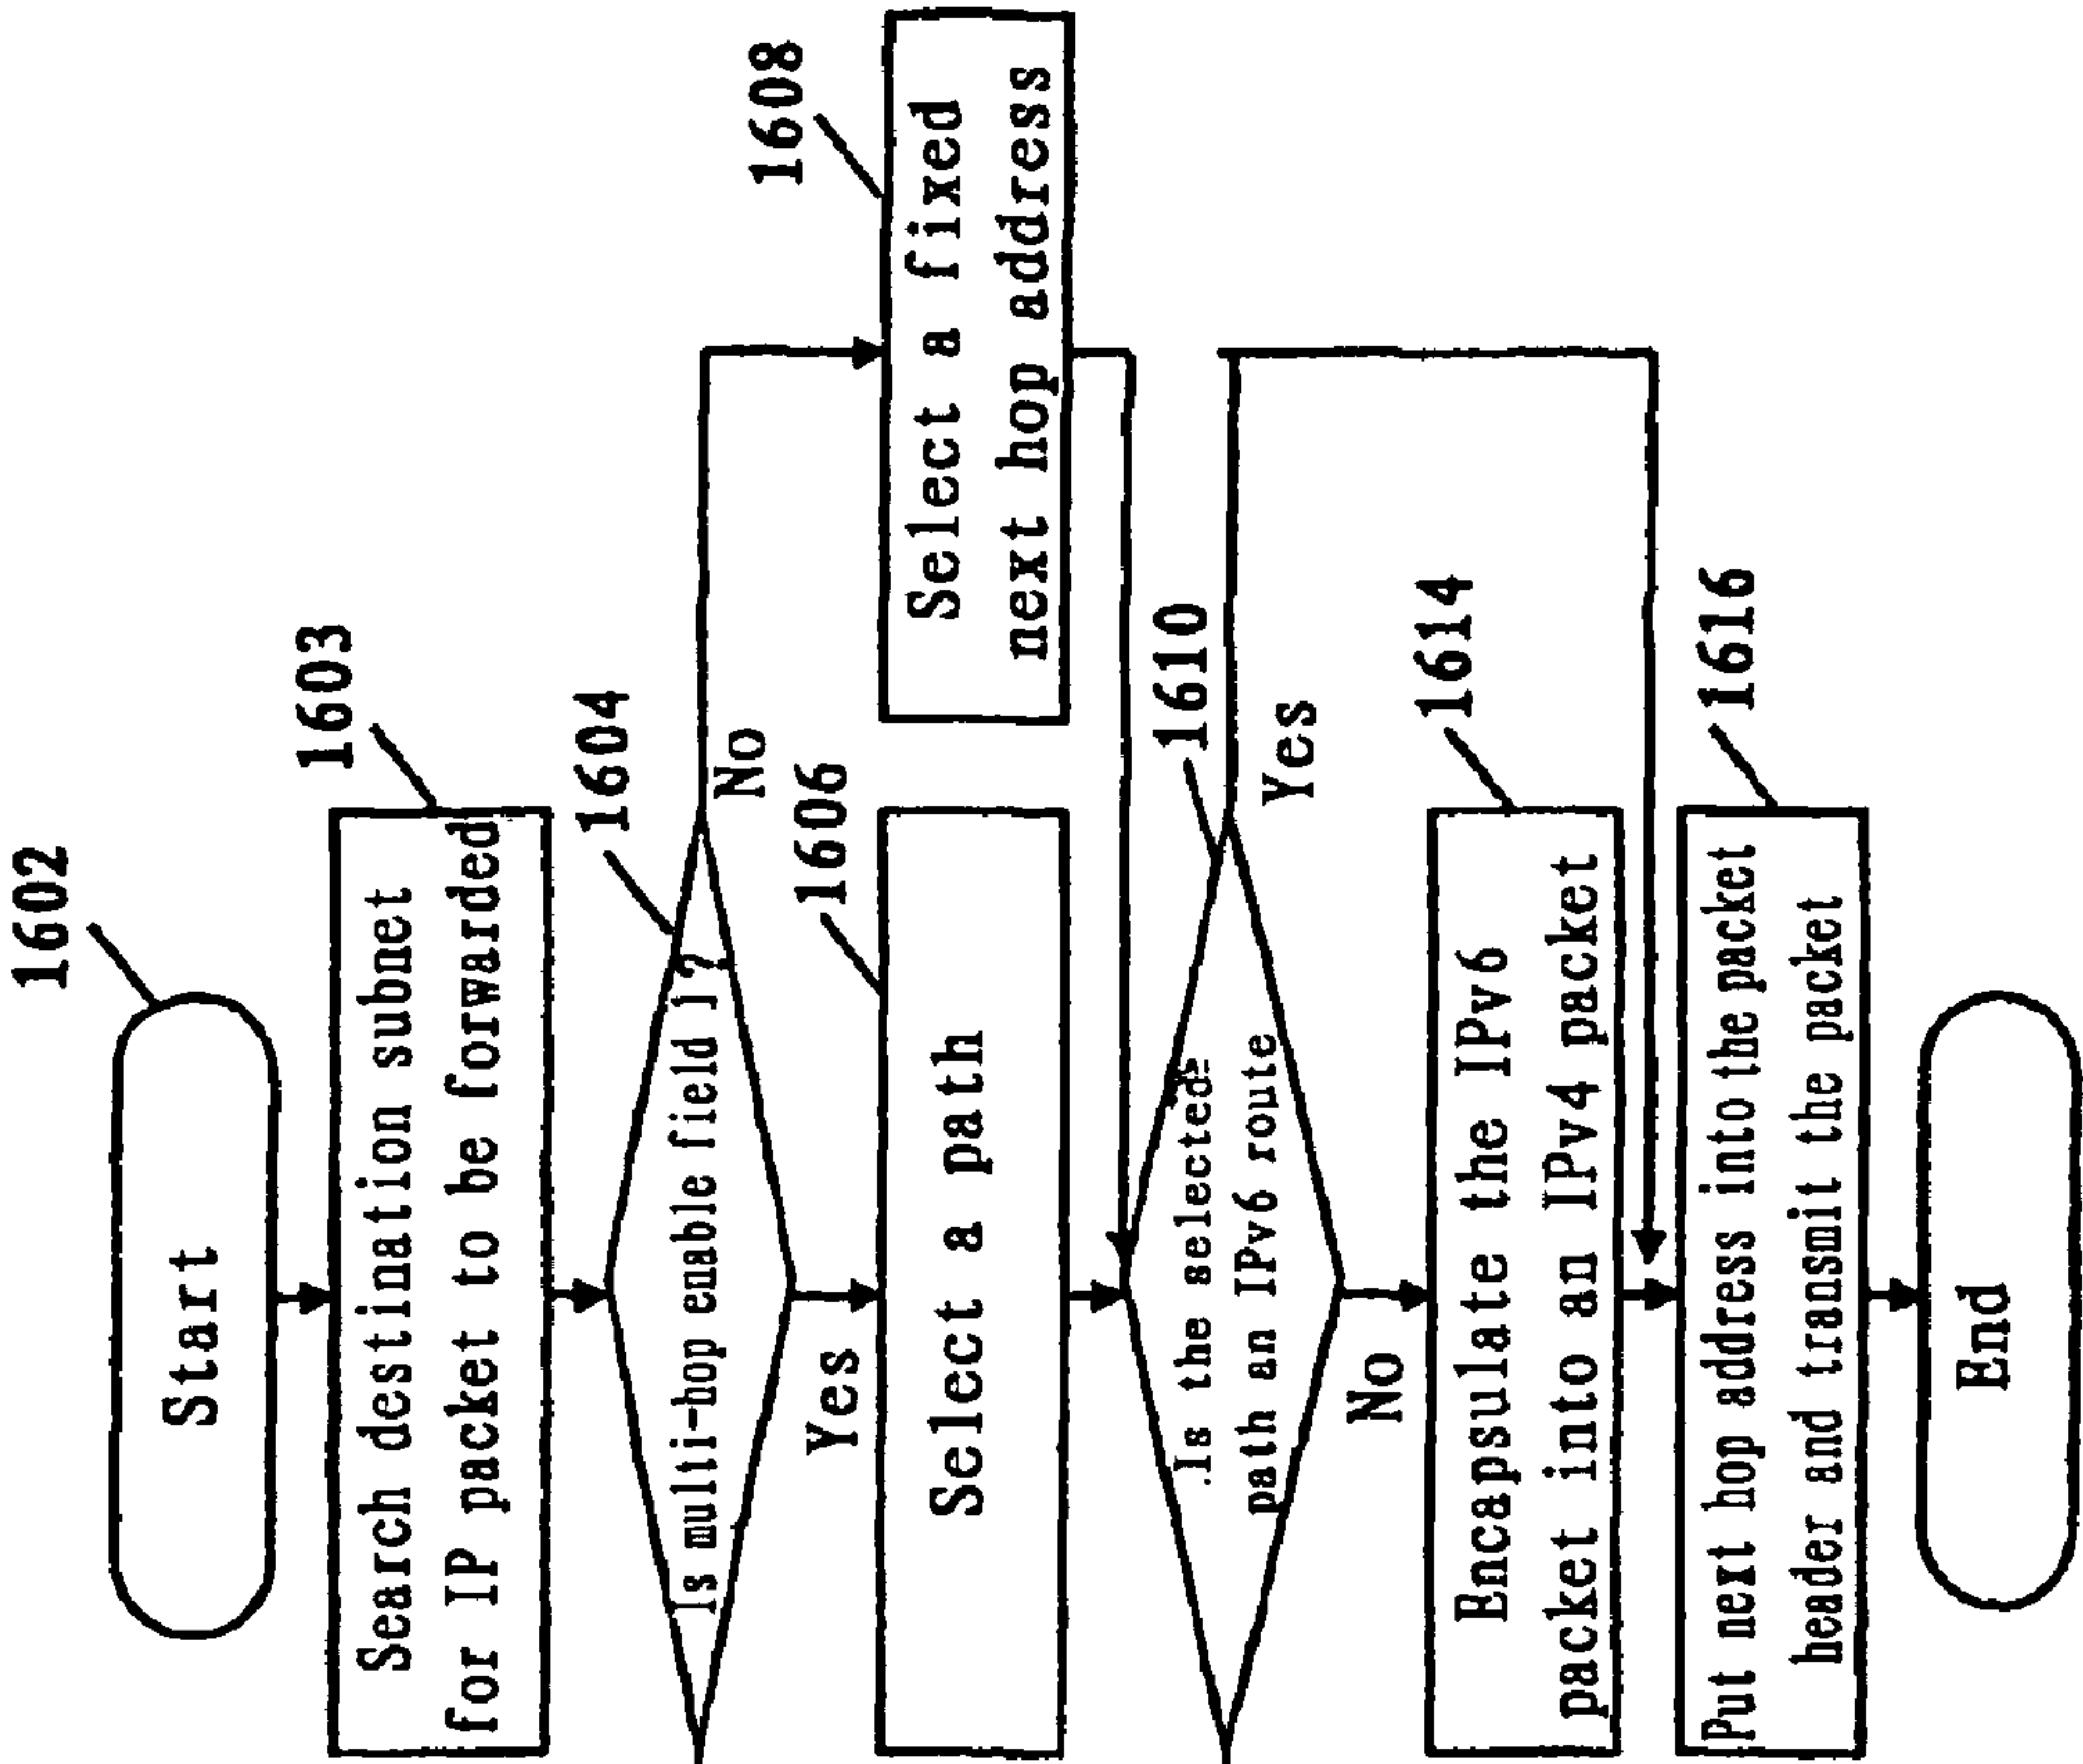 1602
Start
1603
Search destination subnet
for IP packet to be forwarded
1604
Is multi-hop enable field 1?
No
Yes
1606
Select a path
1608
Select a fixed
next hop address
1610
.Is the selected
path an IPv6 route
Yes
No
1614
Encapsulate the IPv6
packet into an IPv4 packet
1616
Put next hop address into the packet
header and transmit the packet
End